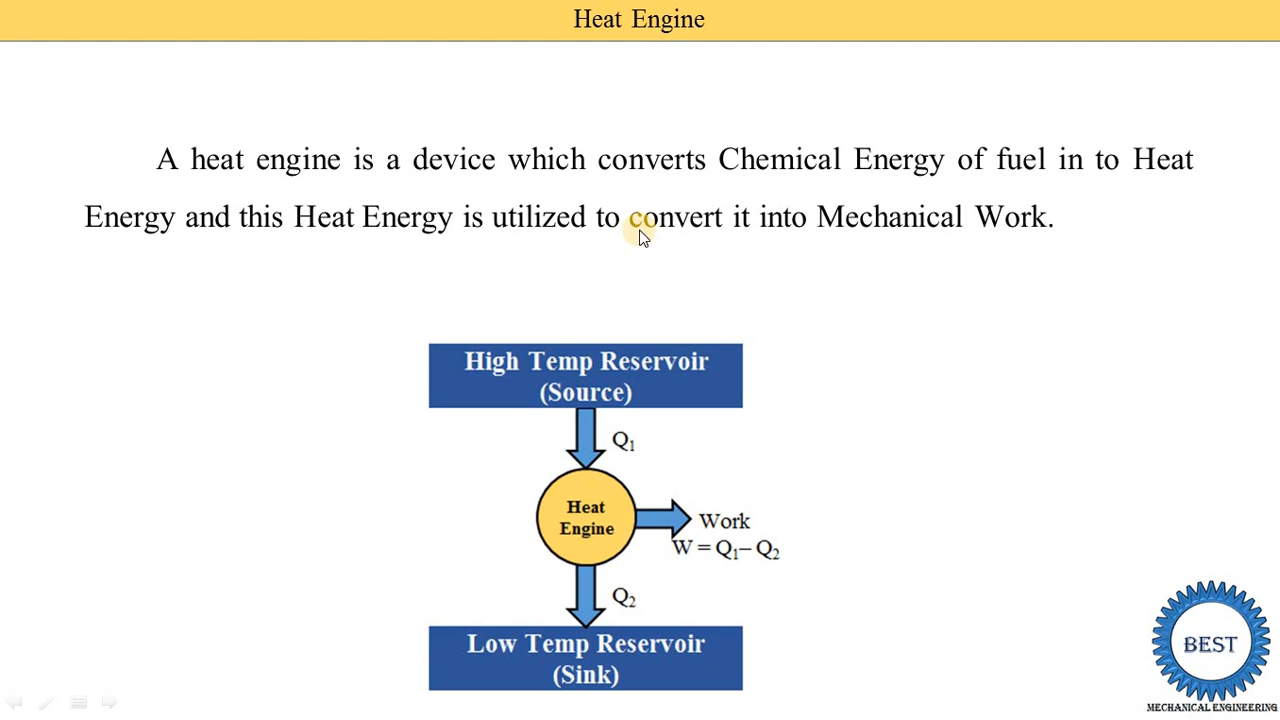 Heat Engine
A heat engine is a device which converts Chemical Energy of fuel in to Heat
Energy and this Heat Energy is utilized to convert it into Mechanical Work.
High Temp Reservoir
(Source)
Q₁
Heat
Engine
Work
W = Q₁– Q₂
Q₂
Low Temp Reservoir
(Sink)
BEST
MECHANICAL ENGINEERING